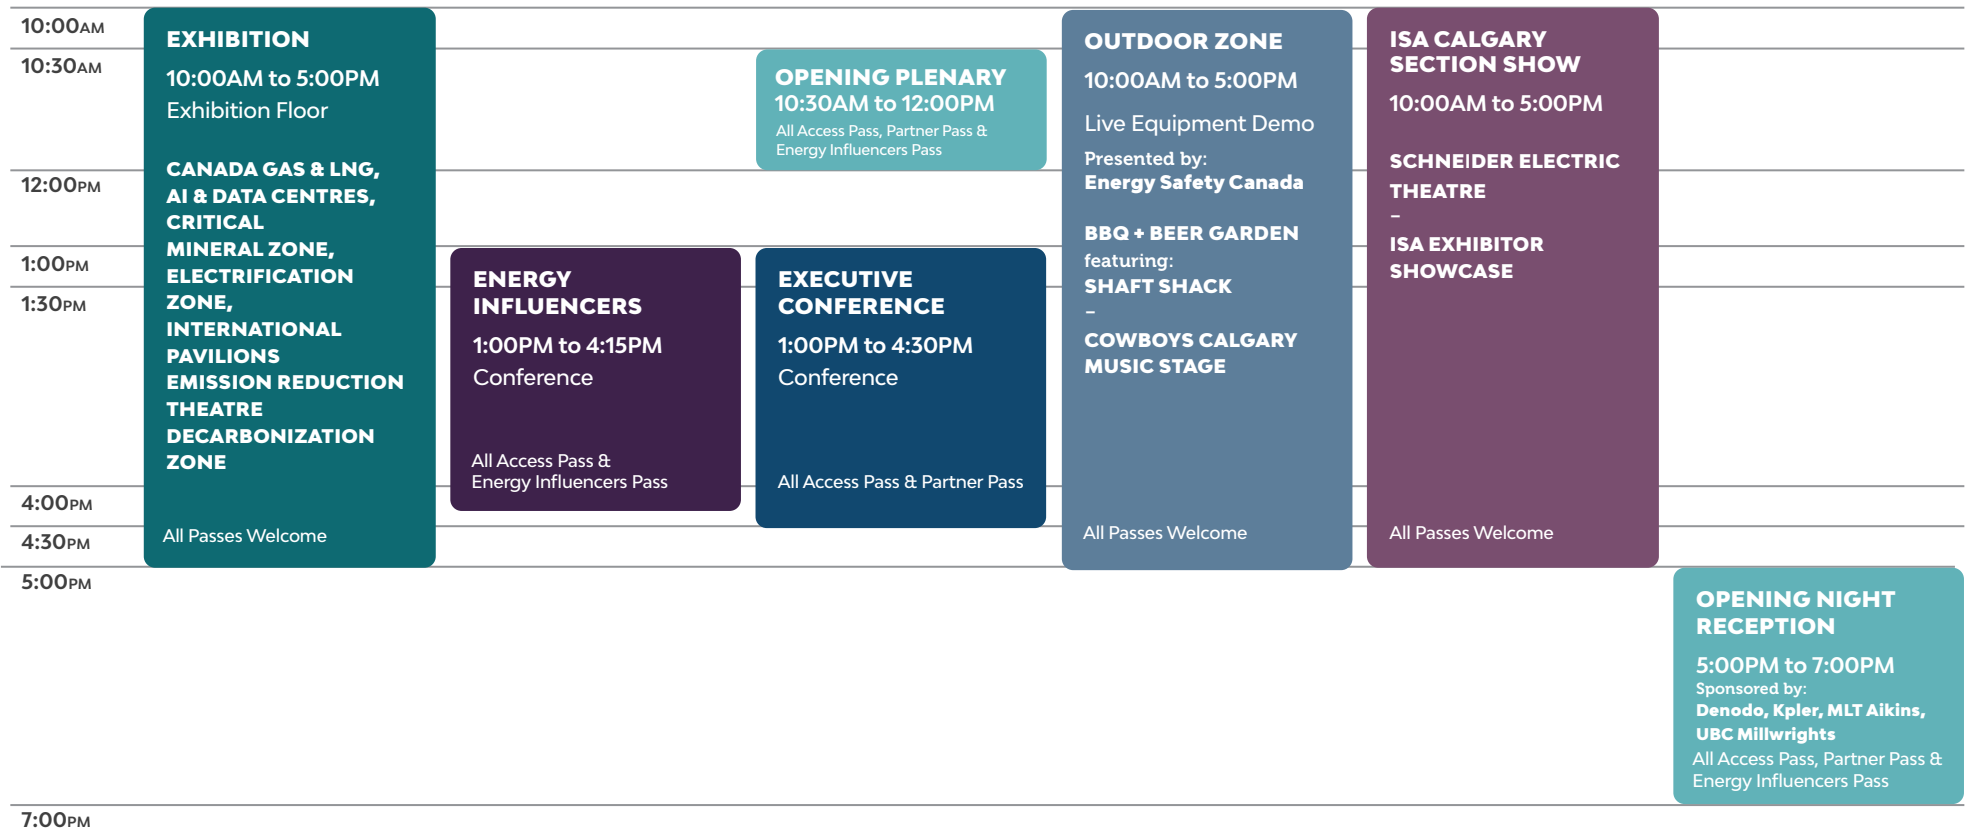 10:00AM
10:30AM
12:00PM
1:00PM
1:30PM
4:00PM
4:30PM
5:00PM
7:00PM
EXHIBITION
10:00AM to 5:00PM
Exhibition Floor
CANADA GAS & LNG,
AI & DATA CENTRES,
CRITICAL
MINERAL ZONE,
ELECTRIFICATION
ZONE,
INTERNATIONAL
PAVILIONS
EMISSION REDUCTION
THEATRE
DECARBONIZATION
ZONE
All Passes Welcome
ENERGY
INFLUENCERS
1:00PM to 4:15PM
Conference
All Access Pass &
Energy Influencers Pass
OPENING PLENARY
10:30AM to 12:00PM
All Access Pass, Partner Pass &
Energy Influencers Pass
EXECUTIVE
CONFERENCE
1:00PM to 4:30PM
Conference
All Access Pass & Partner Pass
OUTDOOR ZONE
10:00AM to 5:00PM
Live Equipment Demo
Presented by:
Energy Safety Canada
BBQ + BEER GARDEN
featuring:
SHAFT SHACK
–
COWBOYS CALGARY
MUSIC STAGE
All Passes Welcome
ISA CALGARY
SECTION SHOW
10:00AM to 5:00PM
SCHNEIDER ELECTRIC
THEATRE
–
ISA EXHIBITOR
SHOWCASE
All Passes Welcome
OPENING NIGHT
RECEPTION
5:00PM to 7:00PM
Sponsored by:
Denodo, Kpler, MLT Aikins,
UBC Millwrights
All Access Pass, Partner Pass &
Energy Influencers Pass